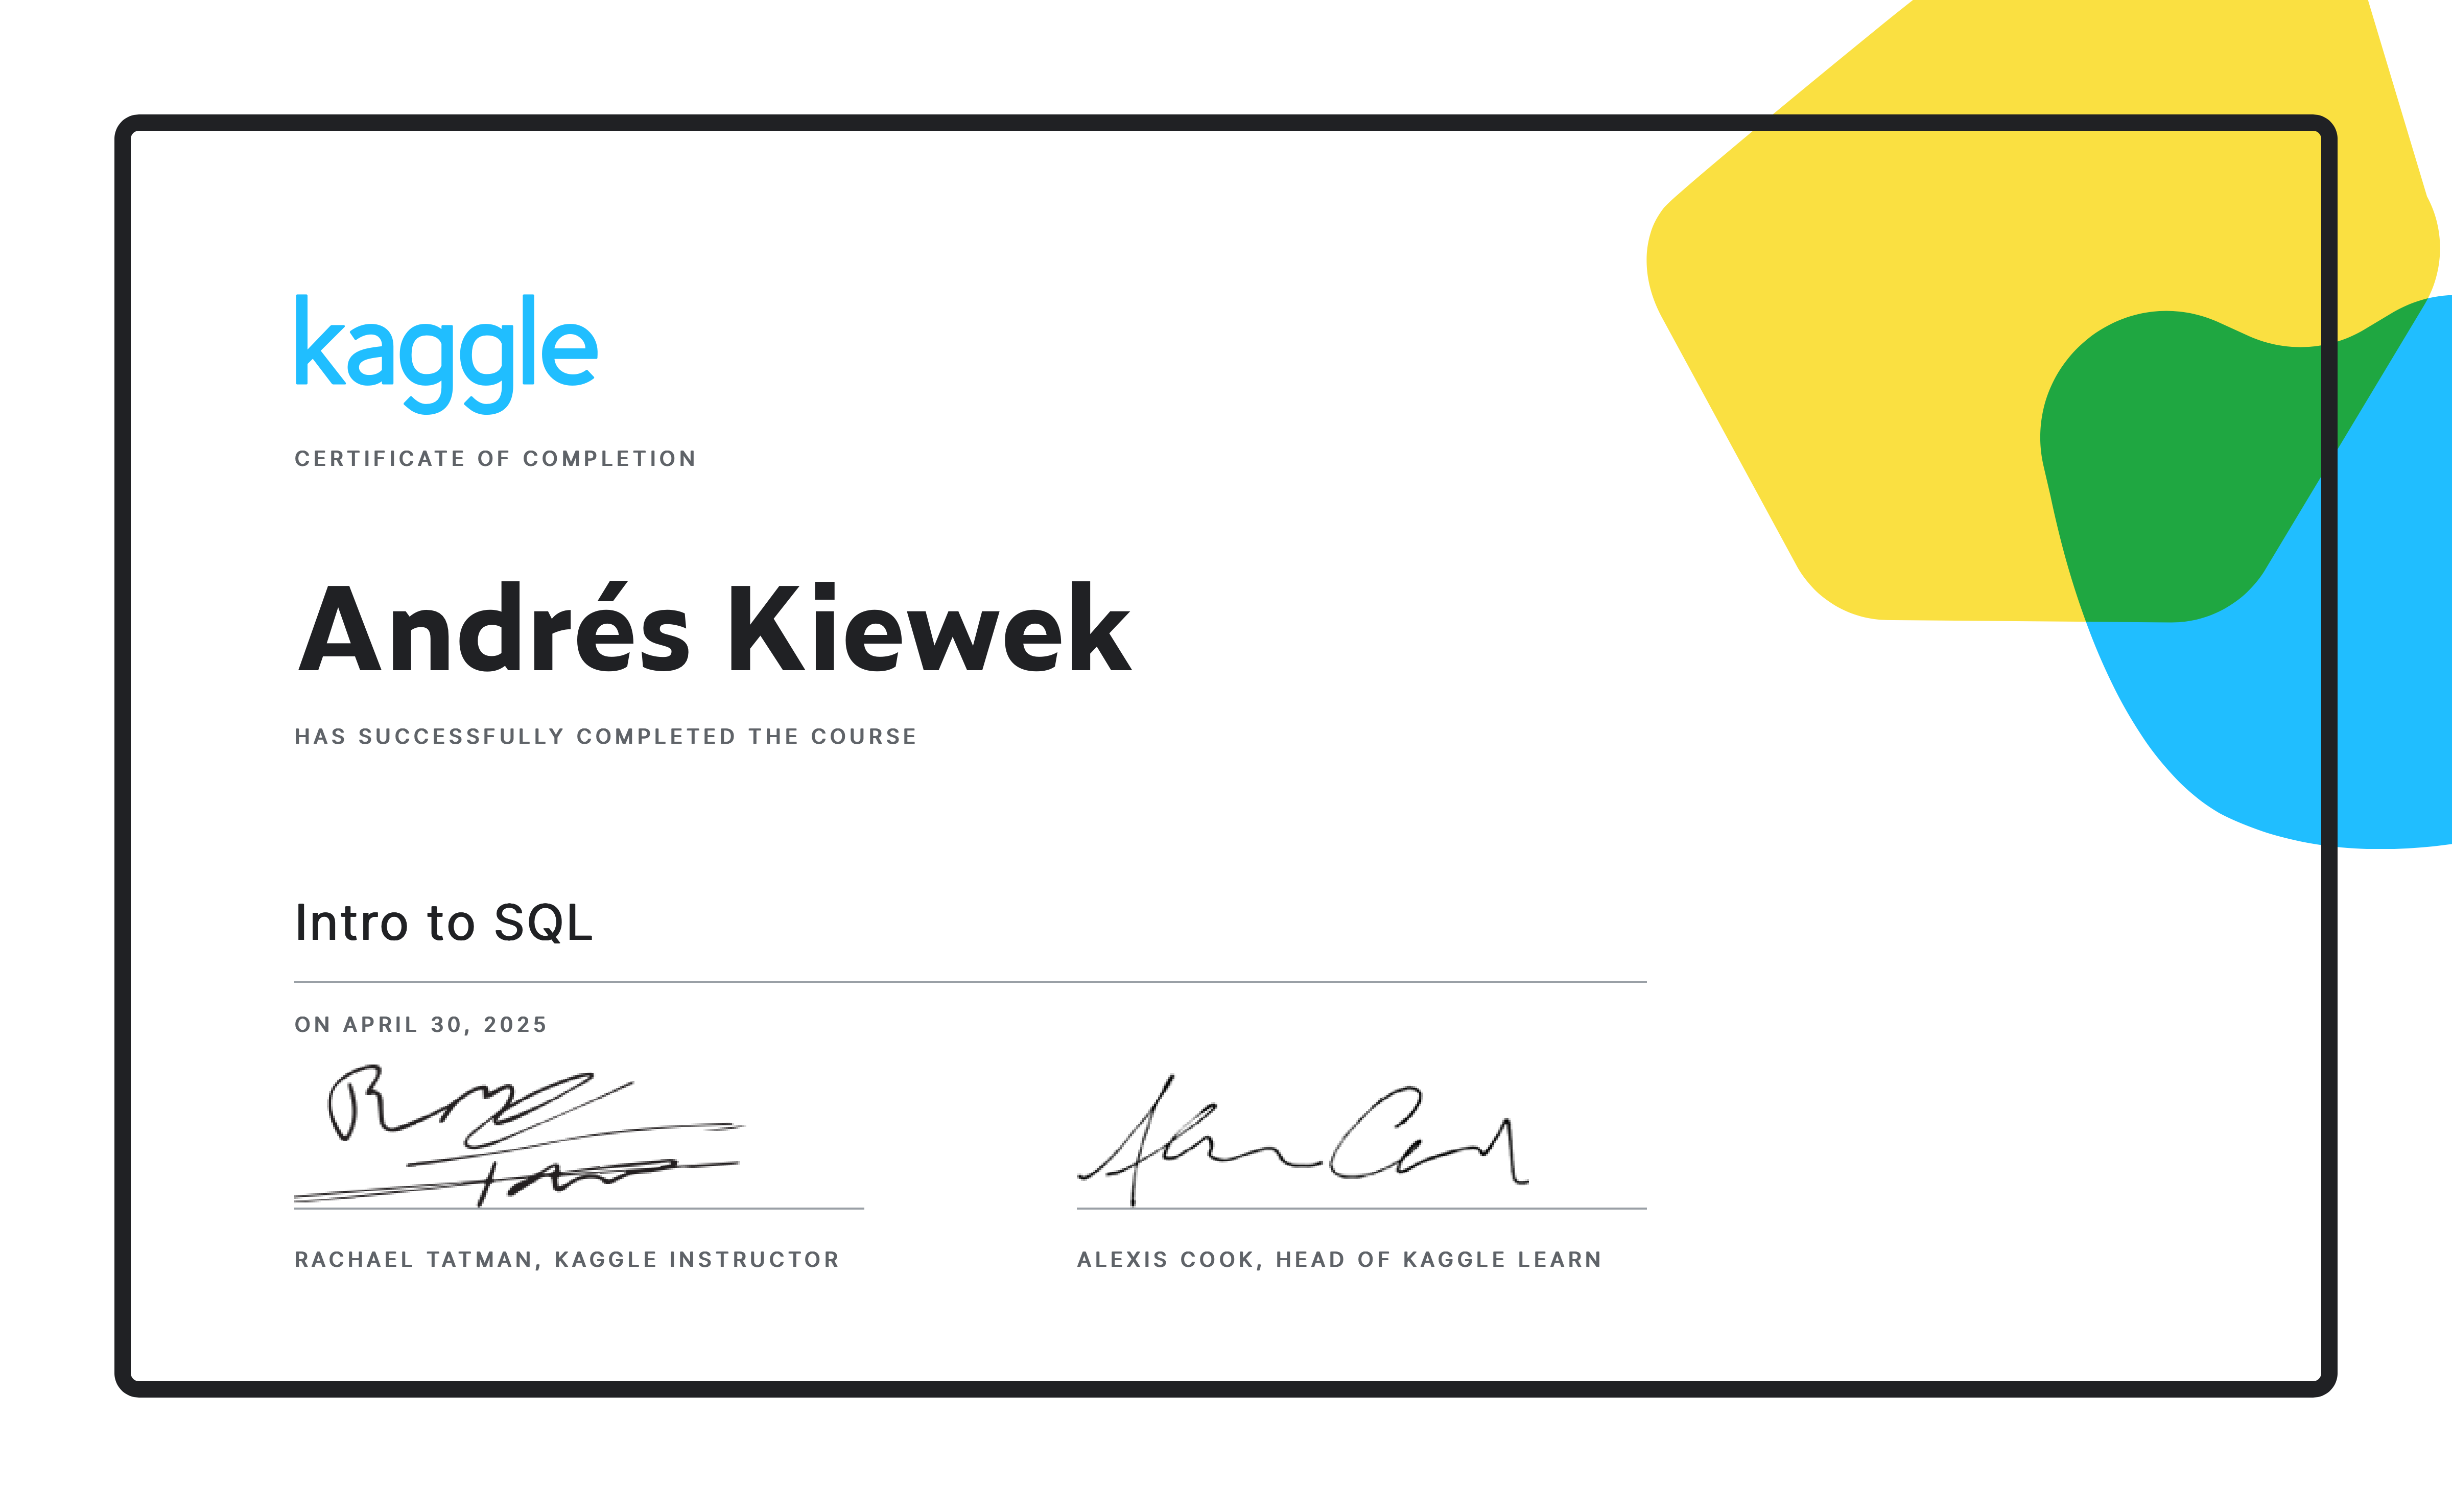 kaggle
CERTIFICATE OF COMPLETION
Andrés Kiewek
HAS SUCCESSFULLY COMPLETED THE COURSE
Intro to SQL
ON APRIL 30, 2025
RACHAEL TATMAN, KAGGLE INSTRUCTOR
ALEXIS COOK, HEAD OF KAGGLE LEARN